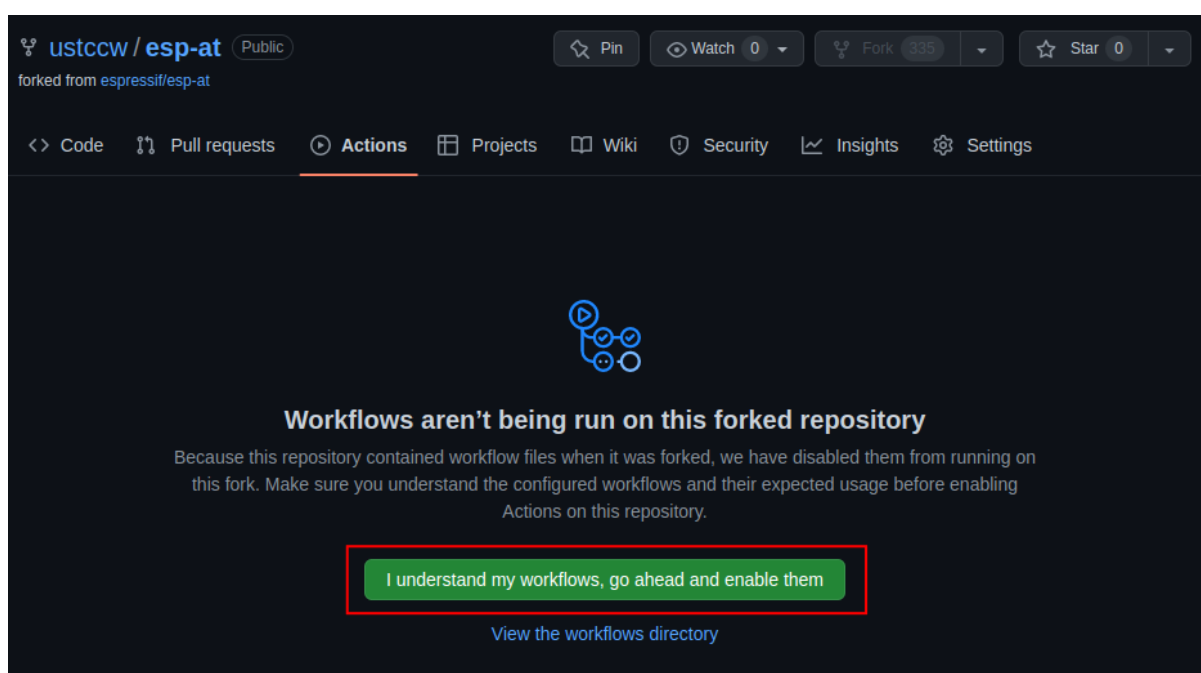 ustccw / esp-at Public Pin Watch 0 Fork 335 Star 0
forked from espressif/esp-at
Code Pull requests Actions Projects Wiki Security Insights Settings
Workflows aren’t being run on this forked repository
Because this repository contained workflow files when it was forked, we have disabled them from running on
this fork. Make sure you understand the configured workflows and their expected usage before enabling
Actions on this repository.
I understand my workflows, go ahead and enable them
View the workflows directory